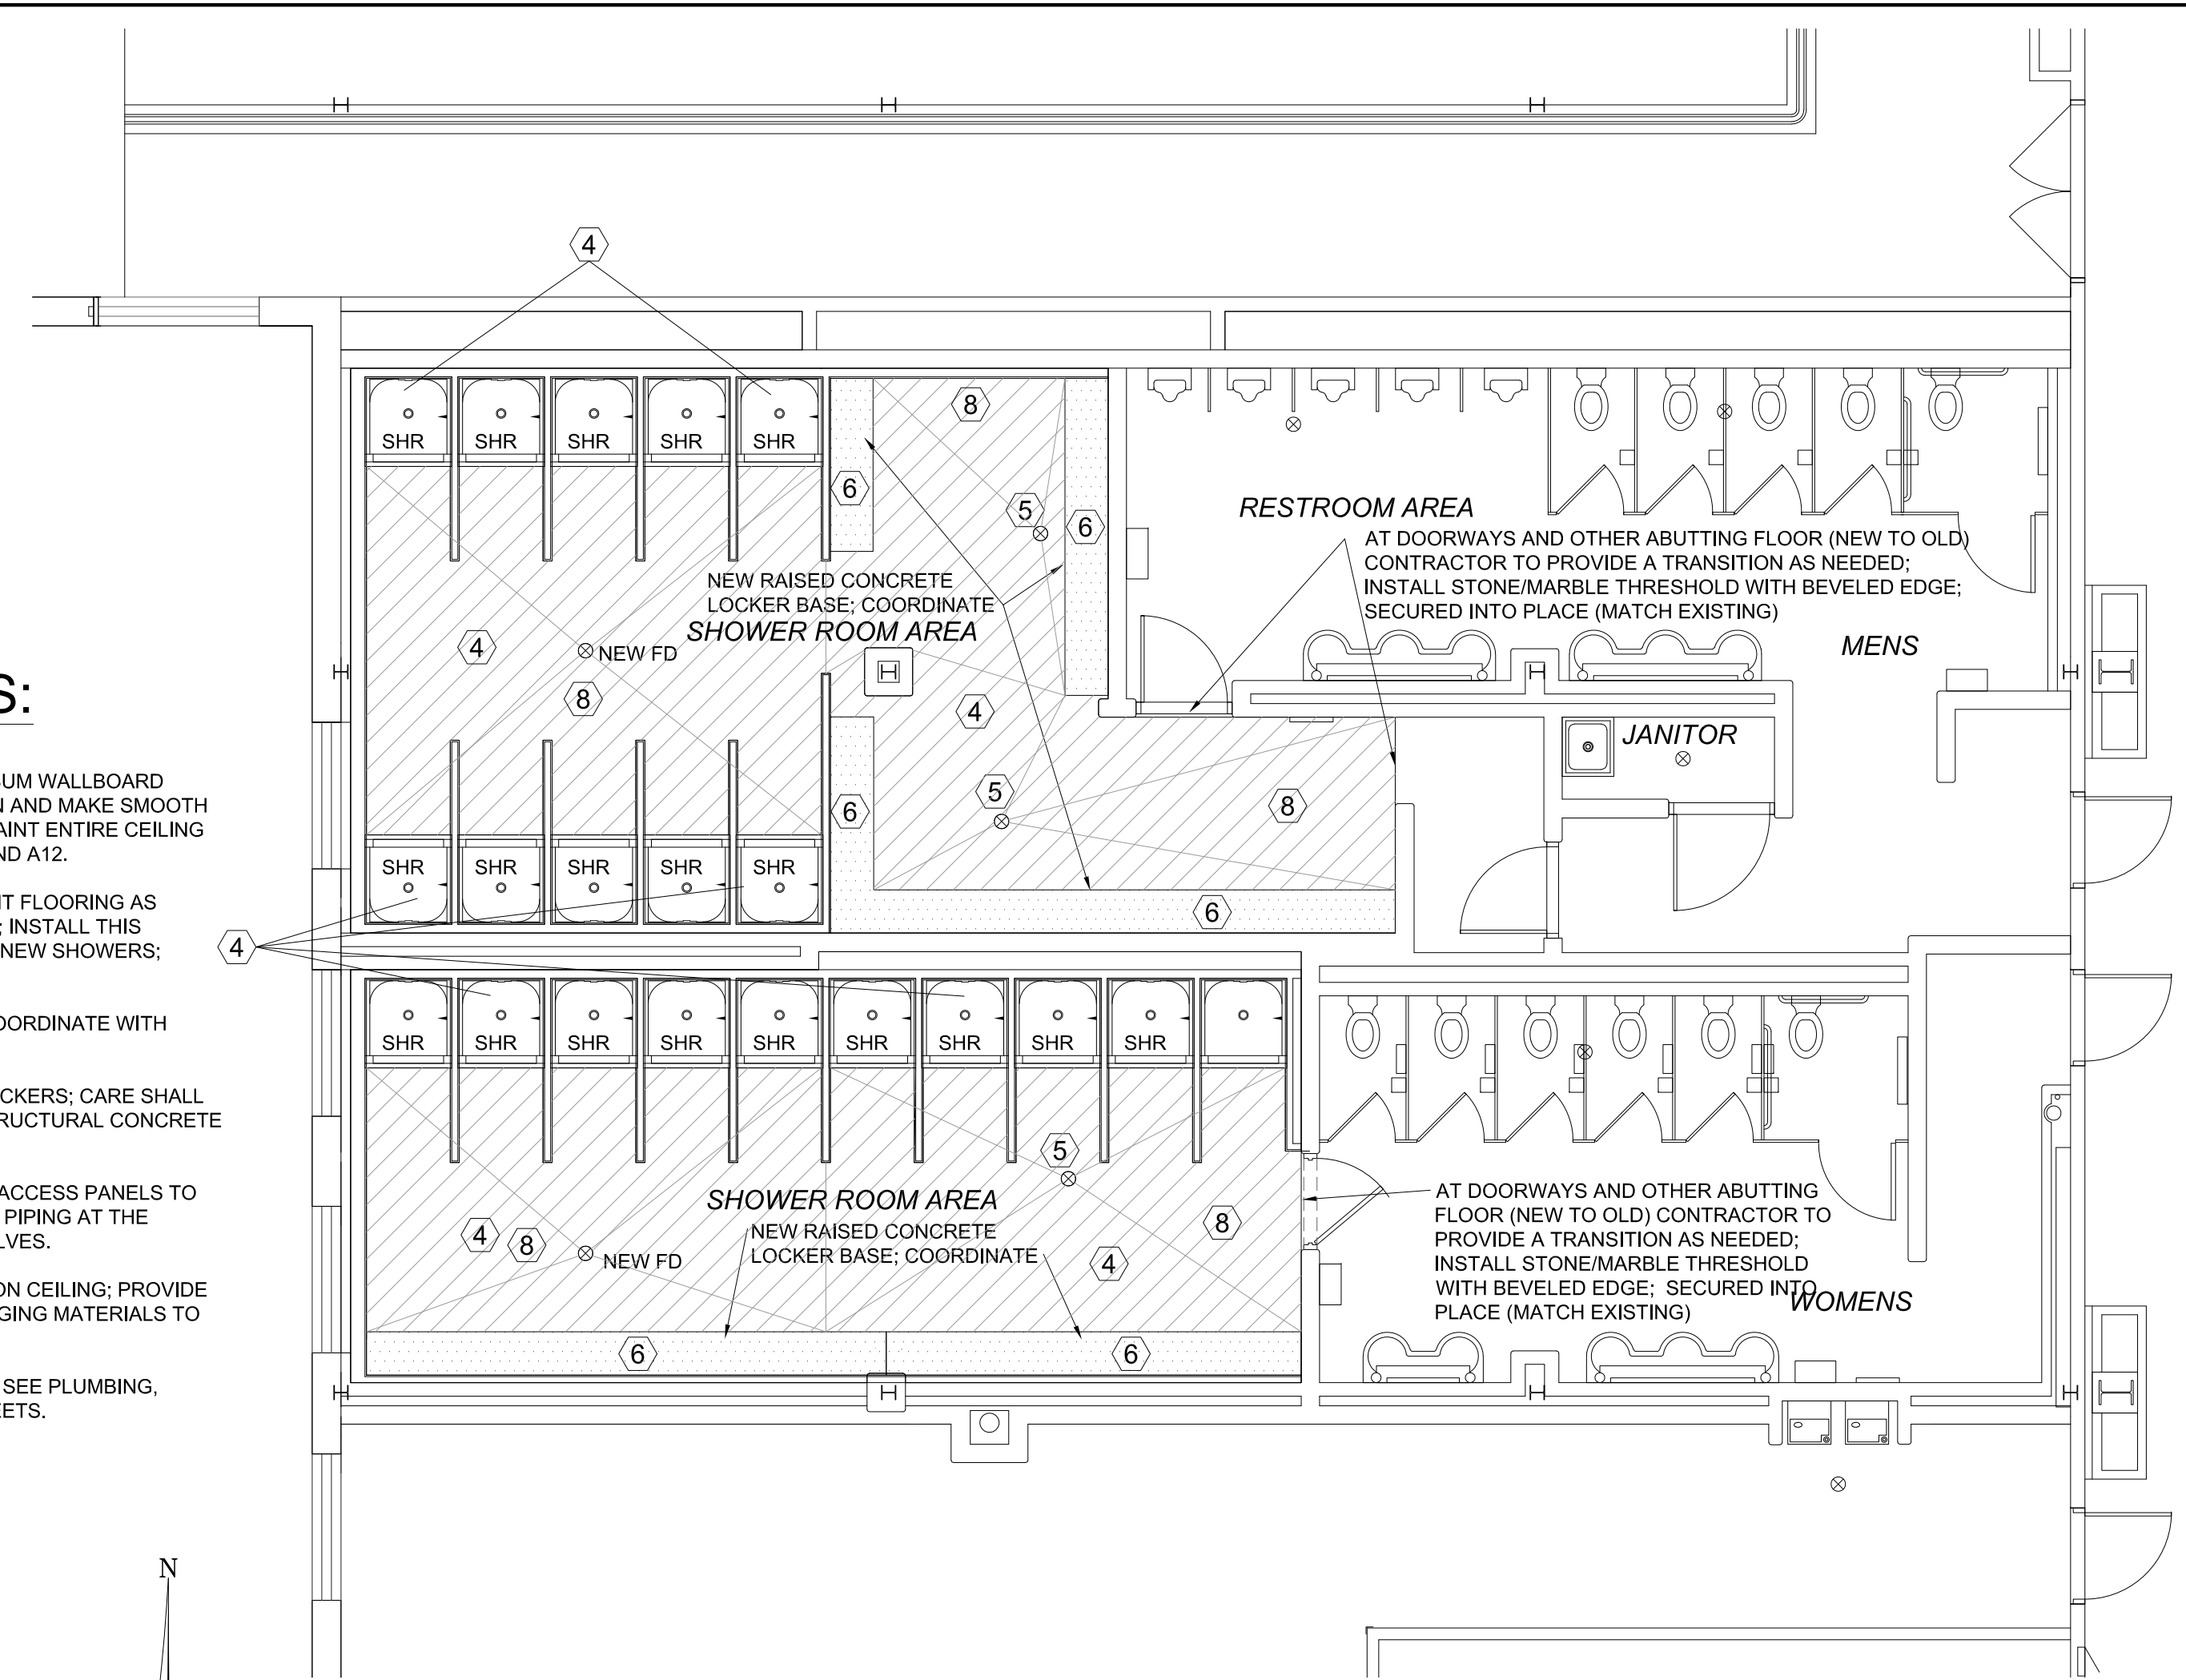 4
SHR
SHR
SHR
SHR
SHR
8
6
5
6
RESTROOM AREA
AT DOORWAYS AND OTHER ABUTTING FLOOR (NEW TO OLD)
CONTRACTOR TO PROVIDE A TRANSITION AS NEEDED;
INSTALL STONE/MARBLE THRESHOLD WITH BEVELED EDGE;
SECURED INTO PLACE (MATCH EXISTING)
NEW RAISED CONCRETE
LOCKER BASE; COORDINATE
SHOWER ROOM AREA
4
NEW FD
8
4
MENS
JANITOR
5
6
8
SHR
SHR
SHR
SHR
SHR
6
4
S:
SUM WALLBOARD
N AND MAKE SMOOTH
AINT ENTIRE CEILING
ND A12.
NT FLOORING AS
; INSTALL THIS
NEW SHOWERS;
OORDINATE WITH
CKERS; CARE SHALL
RUCTURAL CONCRETE
ACCESS PANELS TO
PIPING AT THE
LVES.
ON CEILING; PROVIDE
GING MATERIALS TO
SEE PLUMBING,
EETS.
SHR
SHR
SHR
SHR
SHR
SHR
SHR
SHR
SHR
5
SHOWER ROOM AREA
NEW RAISED CONCRETE
LOCKER BASE; COORDINATE
4
8
NEW FD
8
4
6
6
AT DOORWAYS AND OTHER ABUTTING
FLOOR (NEW TO OLD) CONTRACTOR TO
PROVIDE A TRANSITION AS NEEDED;
INSTALL STONE/MARBLE THRESHOLD
WITH BEVELED EDGE; SECURED INTO
PLACE (MATCH EXISTING)
WOMENS
N